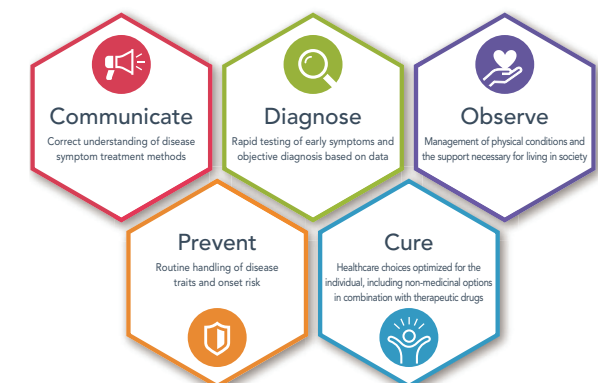 Communicate
Correct understanding of disease
symptom treatment methods
Diagnose
Rapid testing of early symptoms and
objective diagnosis based on data
Observe
Management of physical conditions and
the support necessary for living in society
Prevent
Routine handling of disease
traits and onset risk
Cure
Healthcare choices optimized for the
individual, including non-medicinal options
in combination with therapeutic drugs